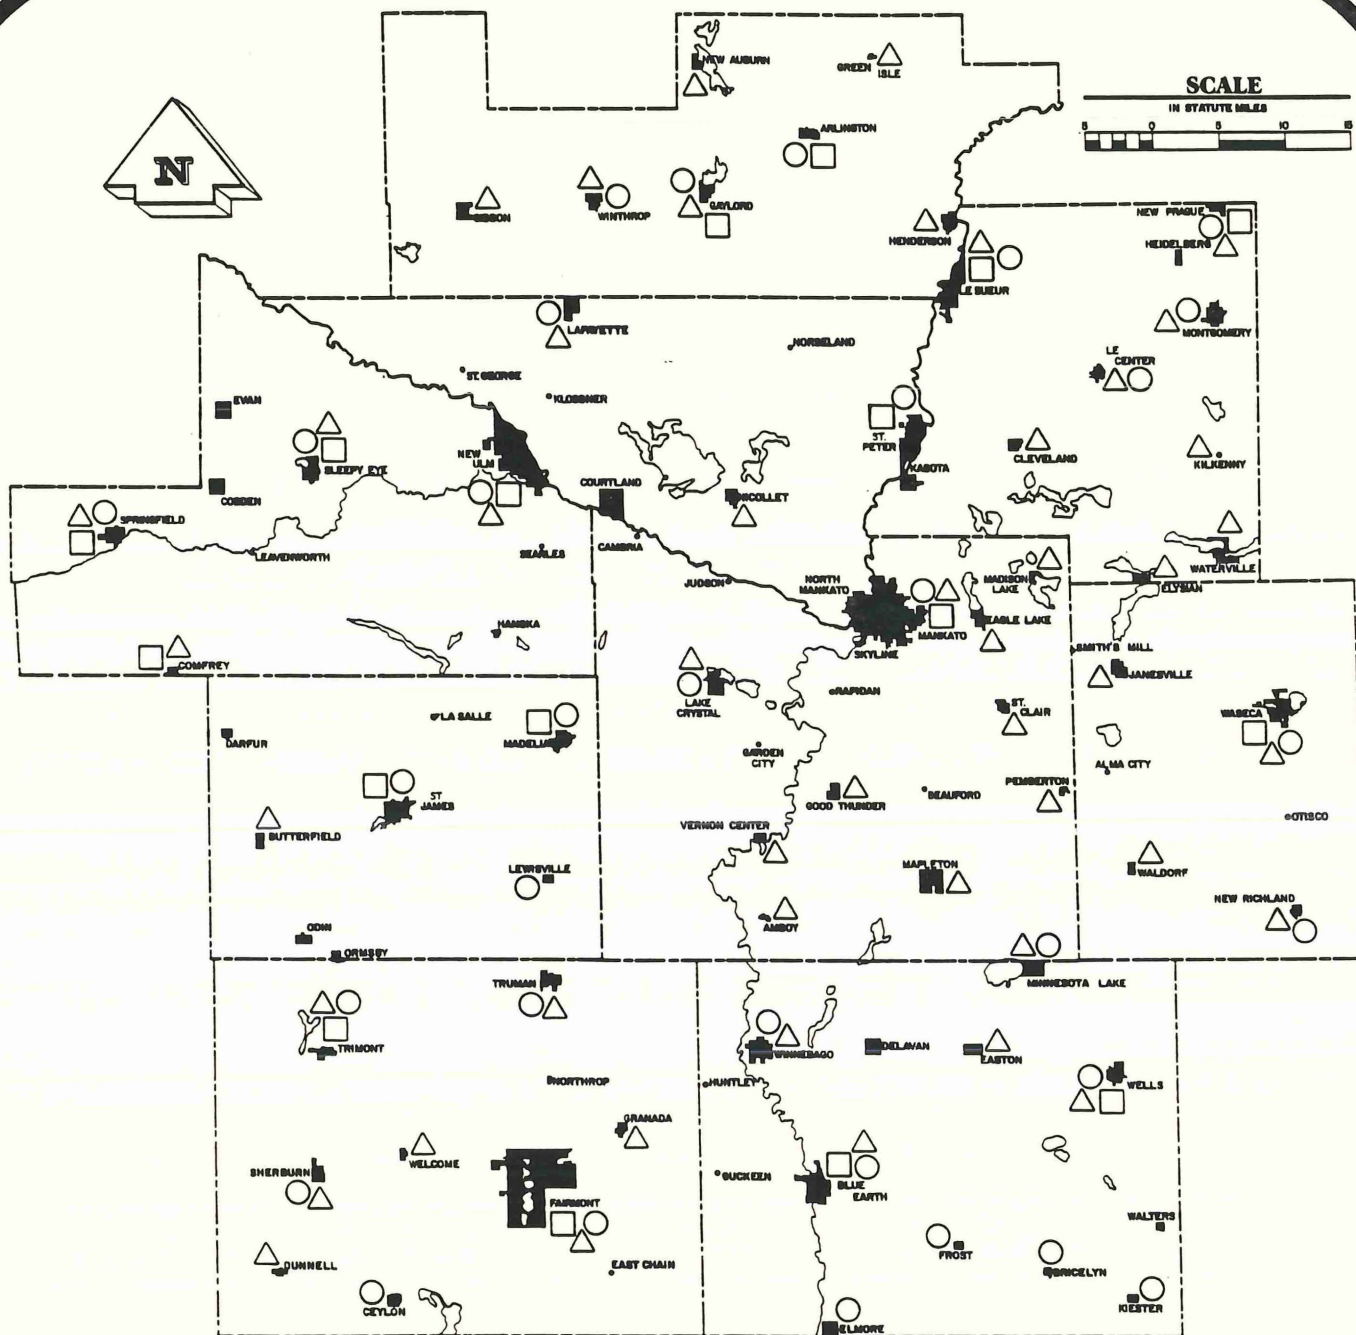 NEW AUBURN
GREEN
ISLE
SCALE
IN STATUTE MILES
5 0 5 10 15
ARLINGTON
N
GIBBON
WINTHROP
GAYLORD
HENDERSON
NEW PRAGUE
HEIDELBERG
LE SUEUR
LAFAYETTE
MONTGOMERY
NORSELAND
LE
CENTER
ST. GEORGE
KLOSSNER
EVAN
ST.
PETER
NEW
ULM
CLEVELAND
KILKENNY
SLEEPY EYE
KASOTA
COBDEN
COURTLAND
NICOLLET
SPRINGFIELD
LEAVENWORTH
SEARLES
CAMBRIA
WATERVILLE
JUDSON
NORTH
MANKATO
MADISON
LAKE
ELYSIAN
HANSKA
MANKATO
EAGLE LAKE
SKYLINE
SMITH'S MILL
COMFREY
JANESVILLE
LAKE
CRYSTAL
RAPIDAN
ST.
CLAIR
WASECA
LA SALLE
DARFUR
MADELIA
GARDEN
CITY
ALMA CITY
ST
JAMES
GOOD THUNDER
BEAUFORD
PEMBERTON
OTISCO
BUTTERFIELD
VERNON CENTER
LEWISVILLE
MAPLETON
WALDORF
NEW RICHLAND
ODIN
AMBOY
ORMSBY
TRUMAN
MINNESOTA LAKE
TRIMONT
WINNEBAGO
DELAVAN
EASTON
NORTHROP
HUNTLEY
WELLS
GRANADA
WELCOME
SHERBURN
GUCKEEN
BLUE
EARTH
FAIRMONT
WALTERS
FROST
DUNNELL
EAST CHAIN
BRICELYN
CEYLON
KIESTER
ELMORE